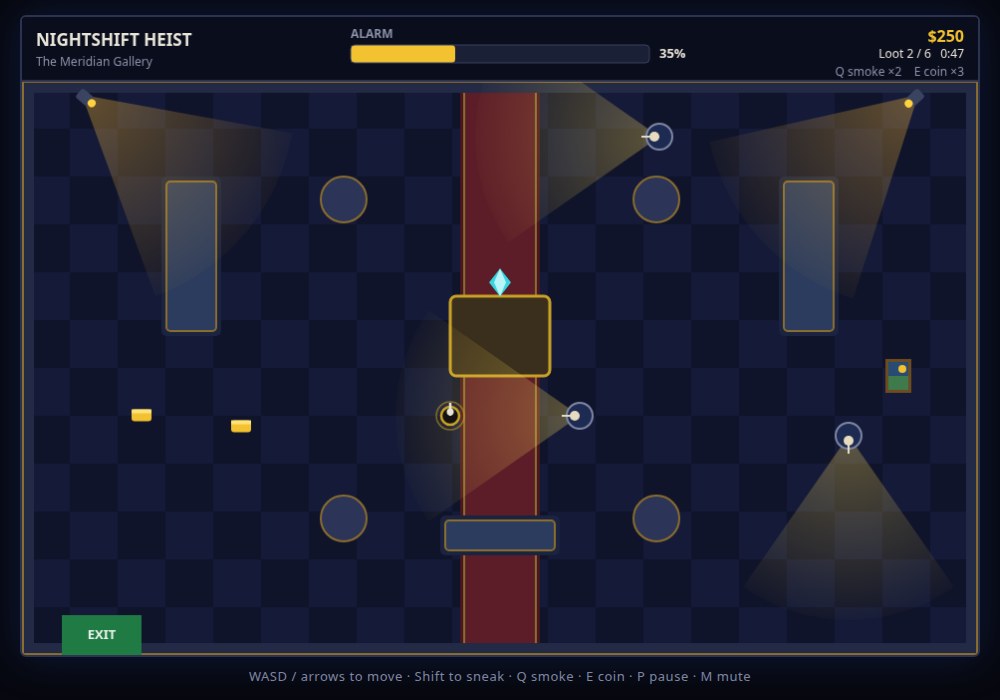 NIGHTSHIFT HEIST
The Meridian Gallery
ALARM
35%
$250
Loot 2 / 6 0:47
Q smoke ×2 E coin ×3
EXIT
WASD / arrows to move · Shift to sneak · Q smoke · E coin · P pause · M mute